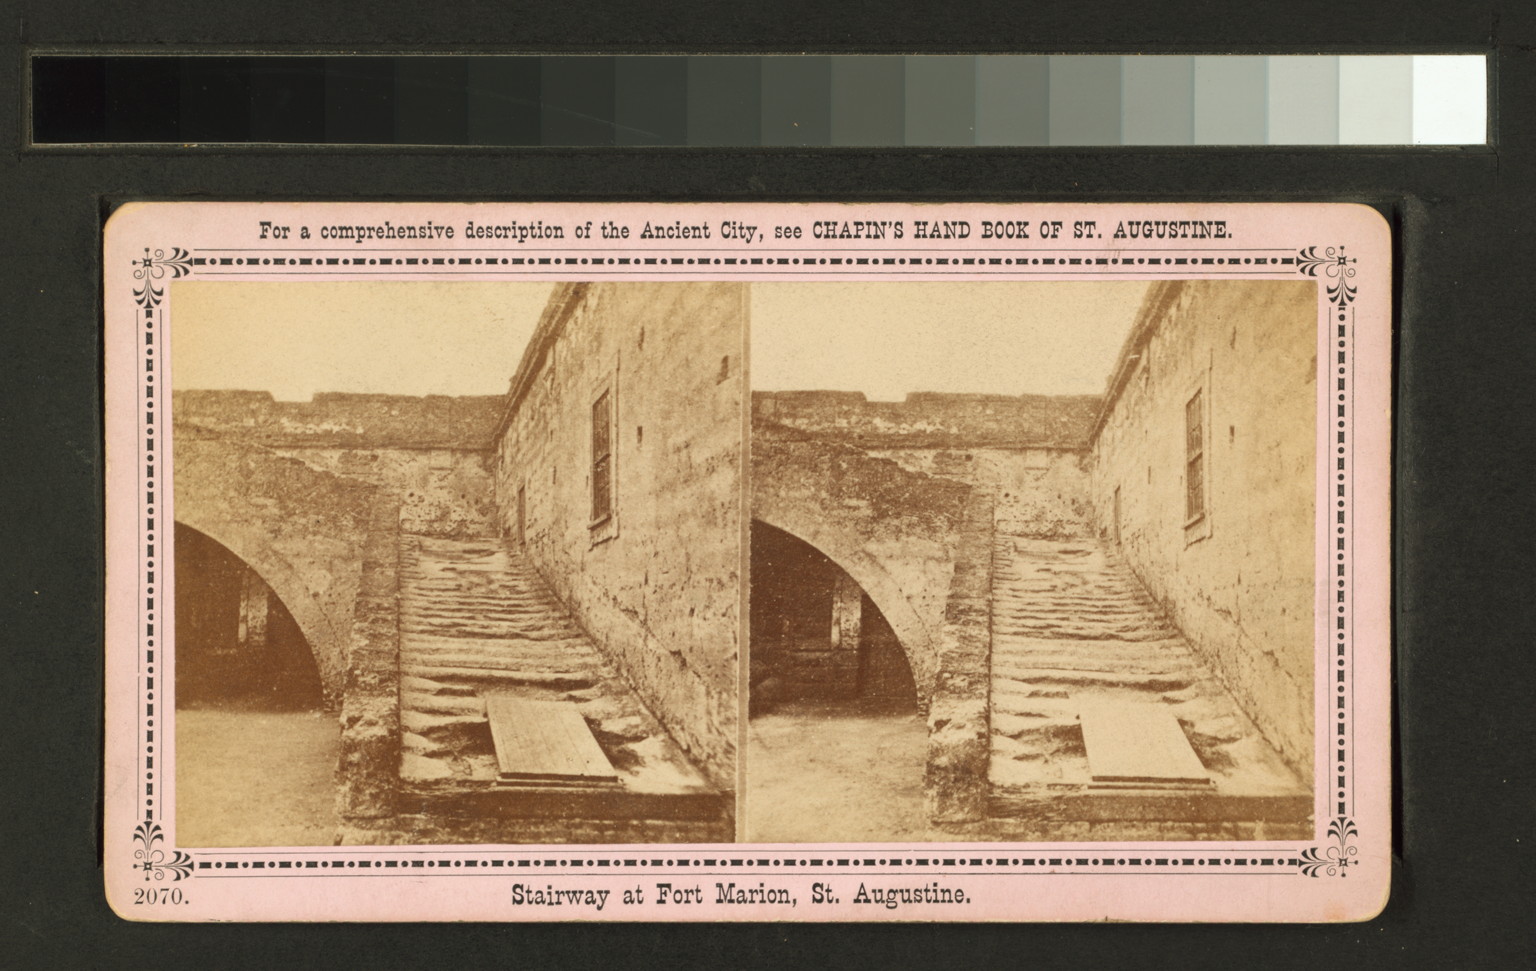 For a comprehensive description of the Ancient City, see CHAPIN'S HAND BOOK OF ST. AUGUSTINE.
2070.
Stairway at Fort Marion, St. Augustine.